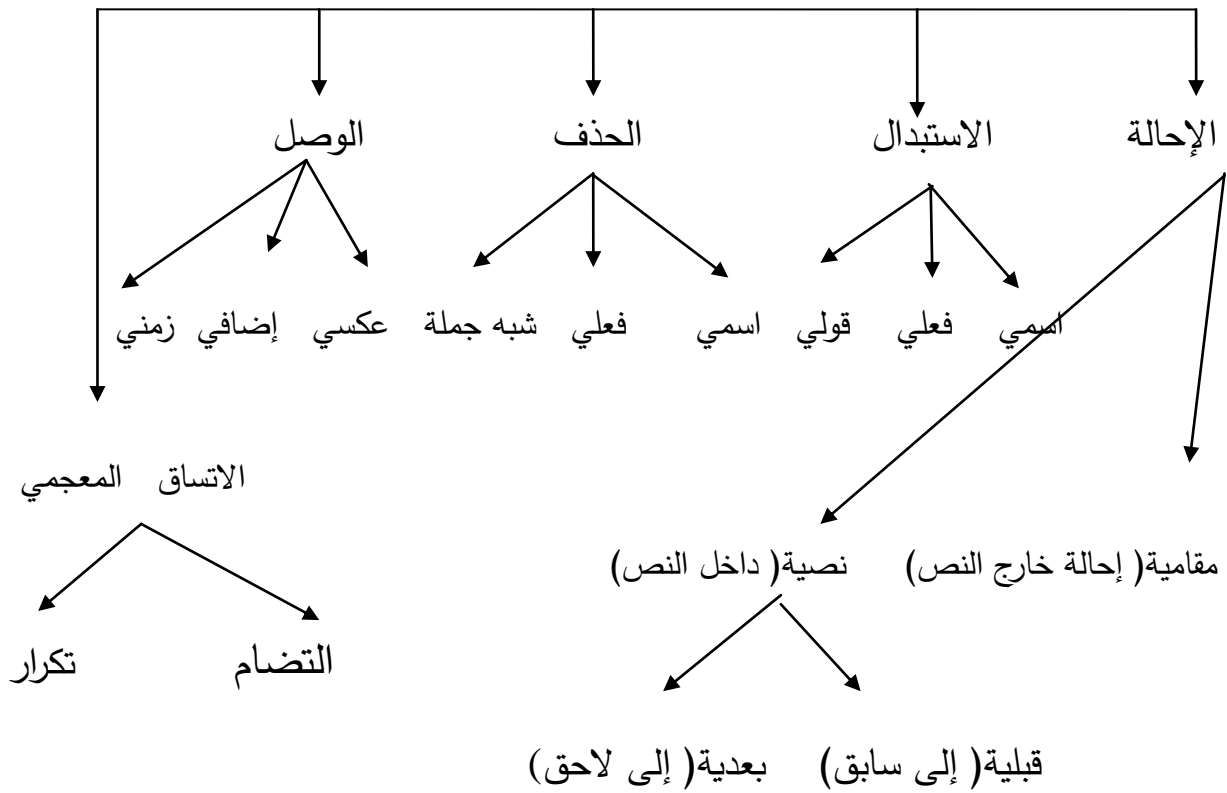 الإحالة الاستبدال الحذف الوصل
اسمي فعلي قولي اسمي فعلي شبه جملة عكسي إضافي زمني
الاتساق المعجمي
مقامية( إحالة خارج النص) نصية( داخل النص)
التضام تكرار
قبلية( إلى سابق) بعدية( إلى لاحق)